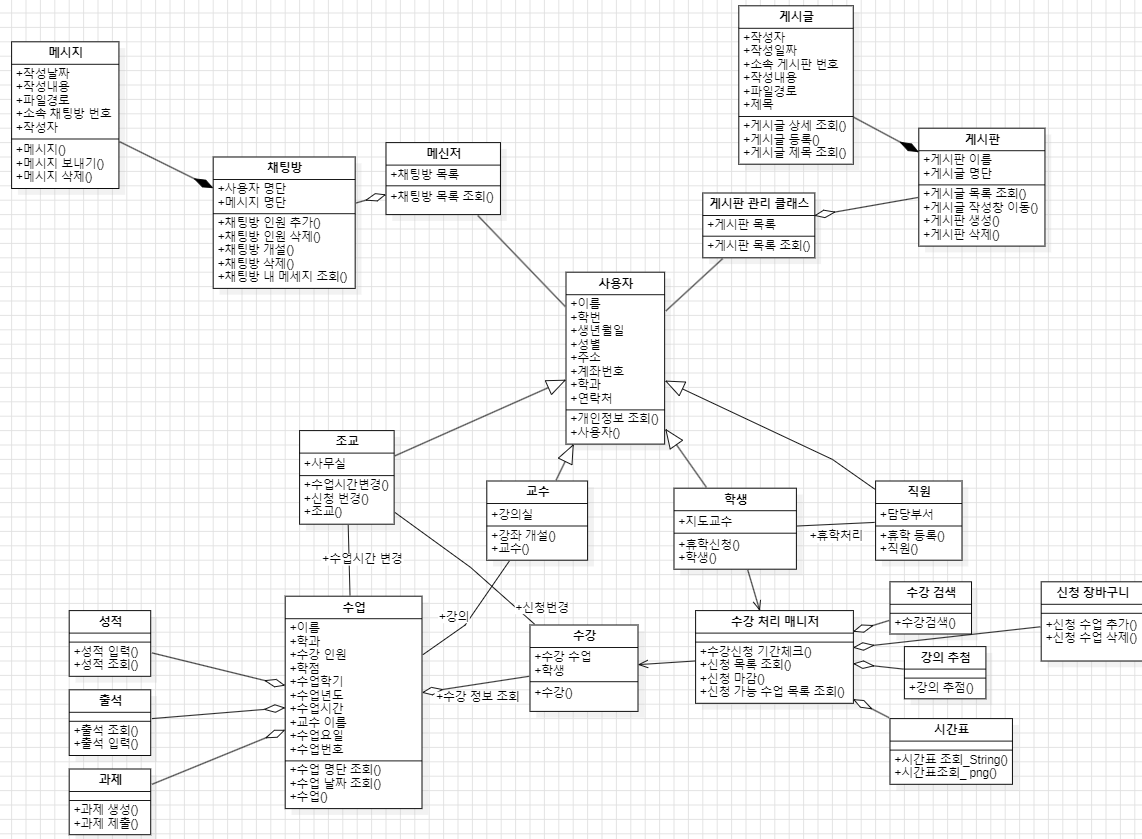 메시지
+작성날짜
+작성내용
+파일경로
+소속 채팅방 번호
+작성자
+메시지()
+메시지 보내기()
+메시지 삭제()
채팅방
+사용자 명단
+메시지 명단
+채팅방 인원 추가()
+채팅방 인원 삭제()
+채팅방 개설()
+채팅방 삭제()
+채팅방 내 메세지 조회()
메신저
+채팅방 목록
+채팅방 목록 조회()
게시글
+작성자
+작성일짜
+소속 게시판 번호
+작성내용
+파일경로
+제목
+게시글 상세 조회()
+게시글 등록()
+게시글 제목 조회()
게시판
+게시판 이름
+게시글 명단
+게시글 목록 조회()
+게시글 작성창 이동()
+게시판 생성()
+게시판 삭제()
게시판 관리 클래스
+게시판 목록
+게시판 목록 조회()
사용자
+이름
+학번
+생년월일
+성별
+주소
+계좌번호
+학과
+연락처
+개인정보 조회()
+사용자()
조교
+사무실
+수업시간변경()
+신청 번경()
+조교()
교수
+강의실
+강좌 개설()
+교수()
학생
+지도교수
+휴학신청()
+학생()
+휴학처리
직원
+담당부서
+휴학 등록()
+직원()
+수업시간 변경
+강의
+신청번경
+수강 정보 조회
수업
+이름
+학과
+수강 인원
+학점
+수업학기
+수업년도
+수업시간
+교수 이름
+수업요일
+수업번호
+수업 명단 조회()
+수업 날짜 조회()
+수업()
성적
+성적 입력()
+성적 조회()
출석
+출석 조회()
+출석 입력()
과제
+과제 생성()
+과제 제출()
수강
+수강 수업
+학생
+수강()
수강 처리 매니저
+수강신청 기간체크()
+신청 목록 조회()
+신청 마감()
+신청 가능 수업 목록 조회()
수강 검색
+수강검색()
신청 장바구니
+신청 수업 추가()
+신청 수업 삭제()
강의 추첨
+강의 추점()
시간표
+시간표 조회_String()
+시간표조회_png()